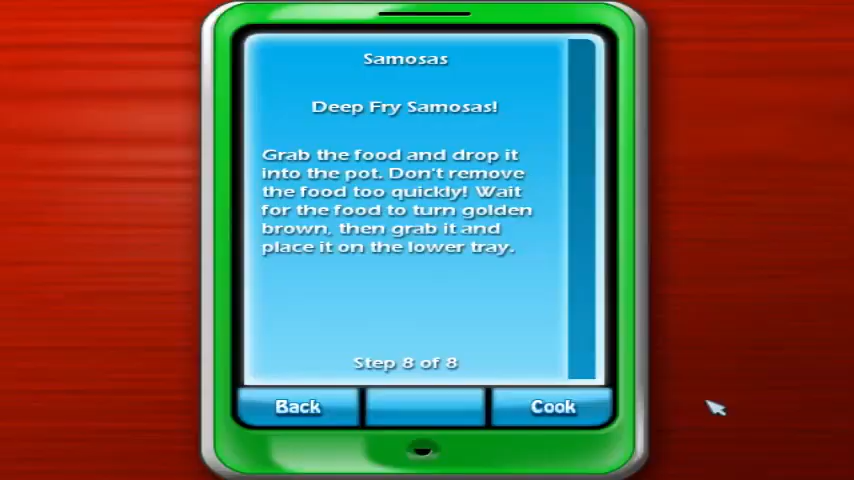 Samosas
Deep Fry Samosas!
Grab the food and drop it
into the pot. Don't remove
the food too quickly! Wait
for the food to turn golden
brown, then grab it and
place it on the lower tray.
Step 8 of 8
Back
Cook